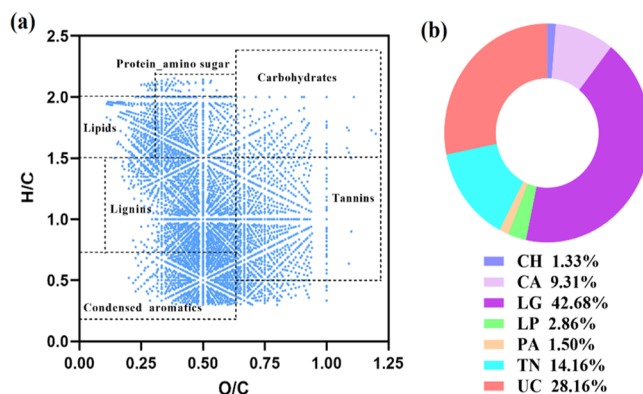 (a)
2.5
2.0
1.5
1.0
0.5
0.0
H/C
Protein_amino sugar
Carbohydrates
Lipids
Lignins
Tannins
Condensed aromatics
0.00
0.25
0.50
0.75
1.00
1.25
O/C
(b)
CH 1.33%
CA 9.31%
LG 42.68%
LP 2.86%
PA 1.50%
TN 14.16%
UC 28.16%